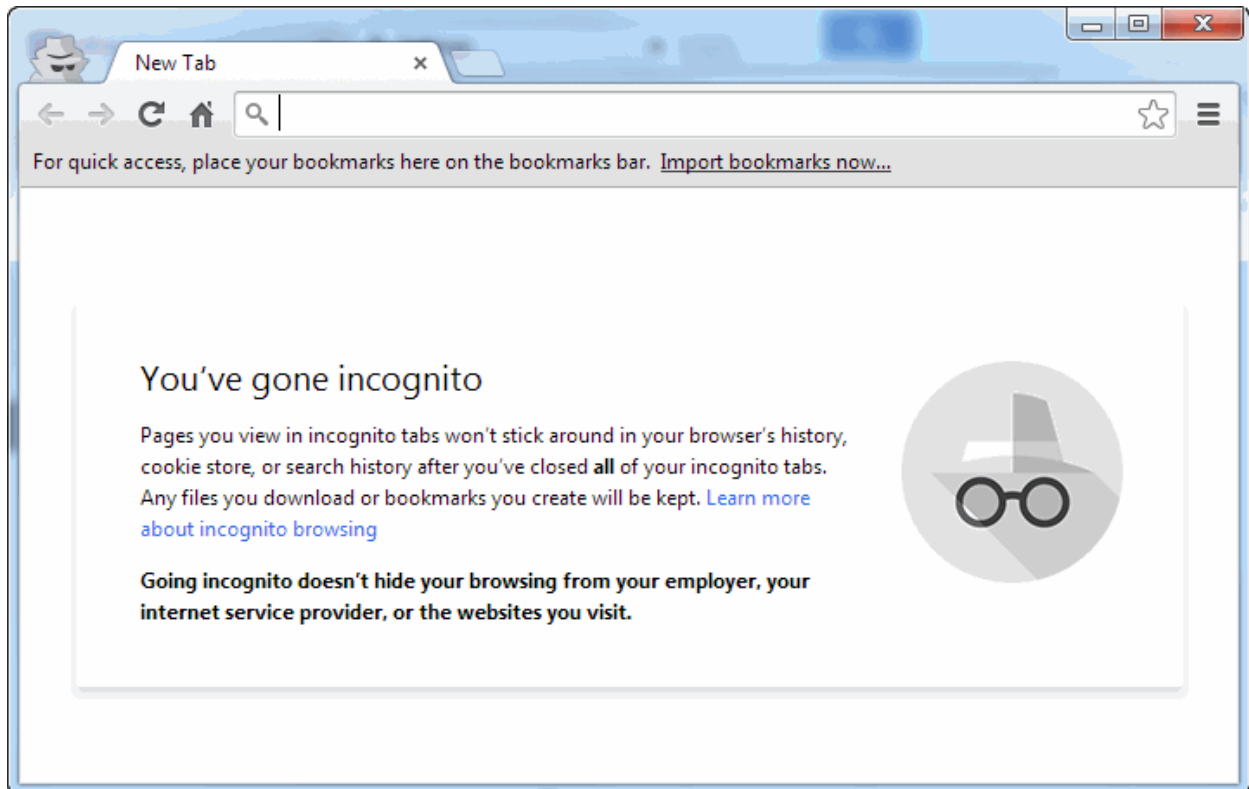 New Tab
For quick access, place your bookmarks here on the bookmarks bar. Import bookmarks now...
You've gone incognito
Pages you view in incognito tabs won't stick around in your browser's history,
cookie store, or search history after you've closed all of your incognito tabs.
Any files you download or bookmarks you create will be kept. Learn more
about incognito browsing
Going incognito doesn't hide your browsing from your employer, your
internet service provider, or the websites you visit.